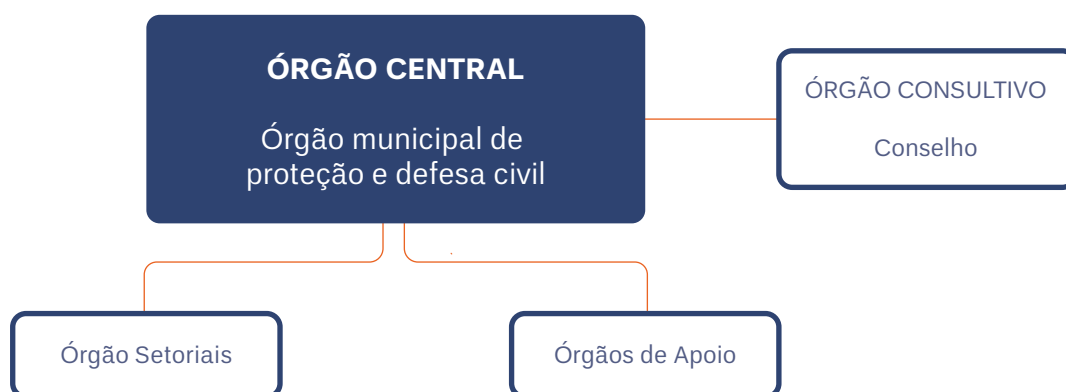 ÓRGÃO CENTRAL
Órgão municipal de
proteção e defesa civil
ÓRGÃO CONSULTIVO
Conselho
Órgão Setoriais
Órgãos de Apoio